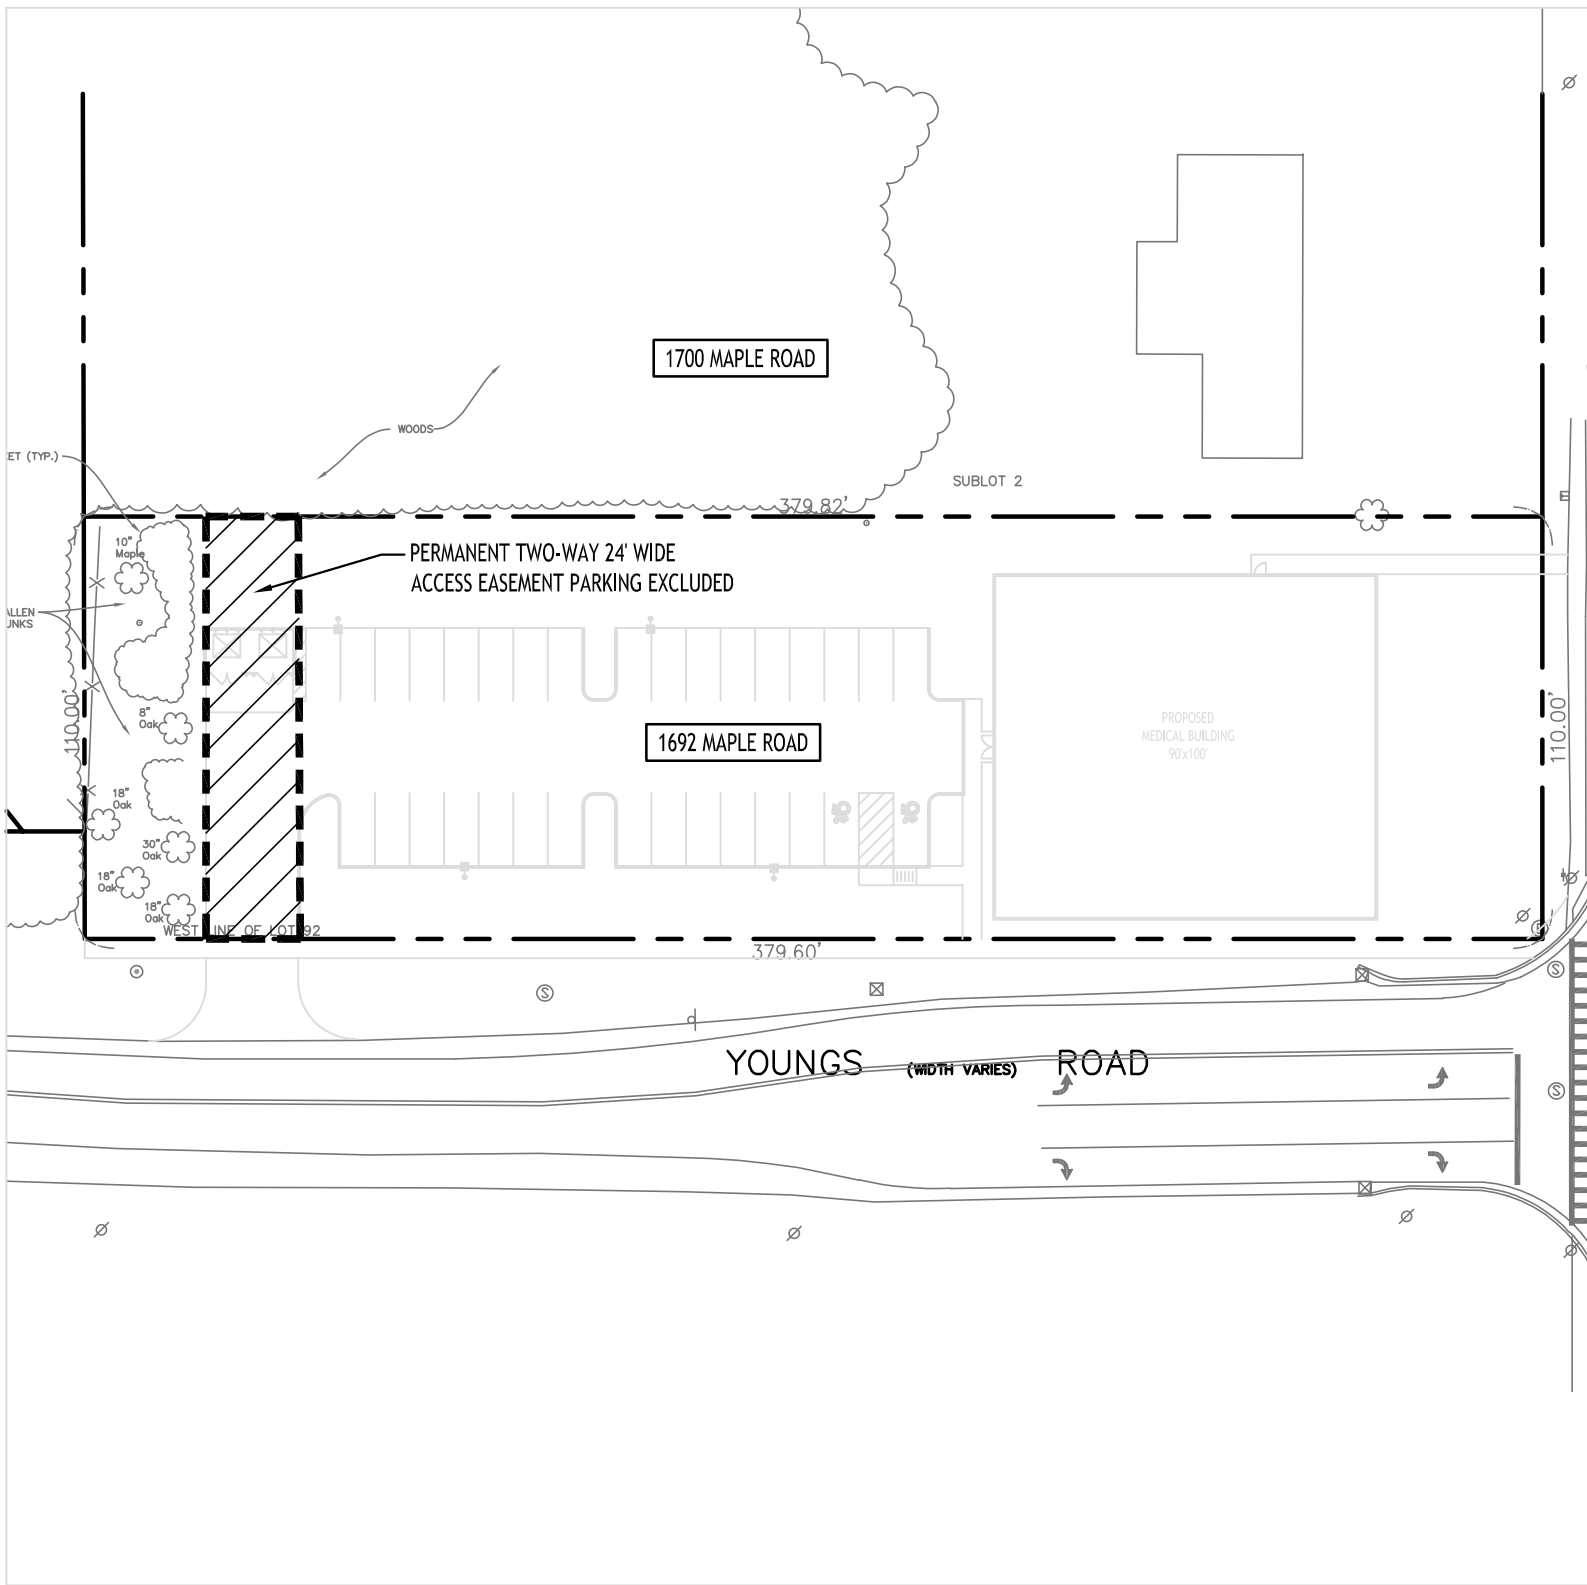 1700 MAPLE ROAD
WOODS
ET (TYP.)
SUBLOT 2
379.82'
10"
Maple
PERMANENT TWO-WAY 24' WIDE
ACCESS EASEMENT PARKING EXCLUDED
ALLEN
UNKS
110.00'
8"
Oak
1692 MAPLE ROAD
PROPOSED
MEDICAL BUILDING
90'x100'
110.00'
18"
Oak
30"
Oak
18"
Oak
18"
Oak
WEST LINE OF LOT 92
379.60'
S
S
YOUNGS (WIDTH VARIES) ROAD
S